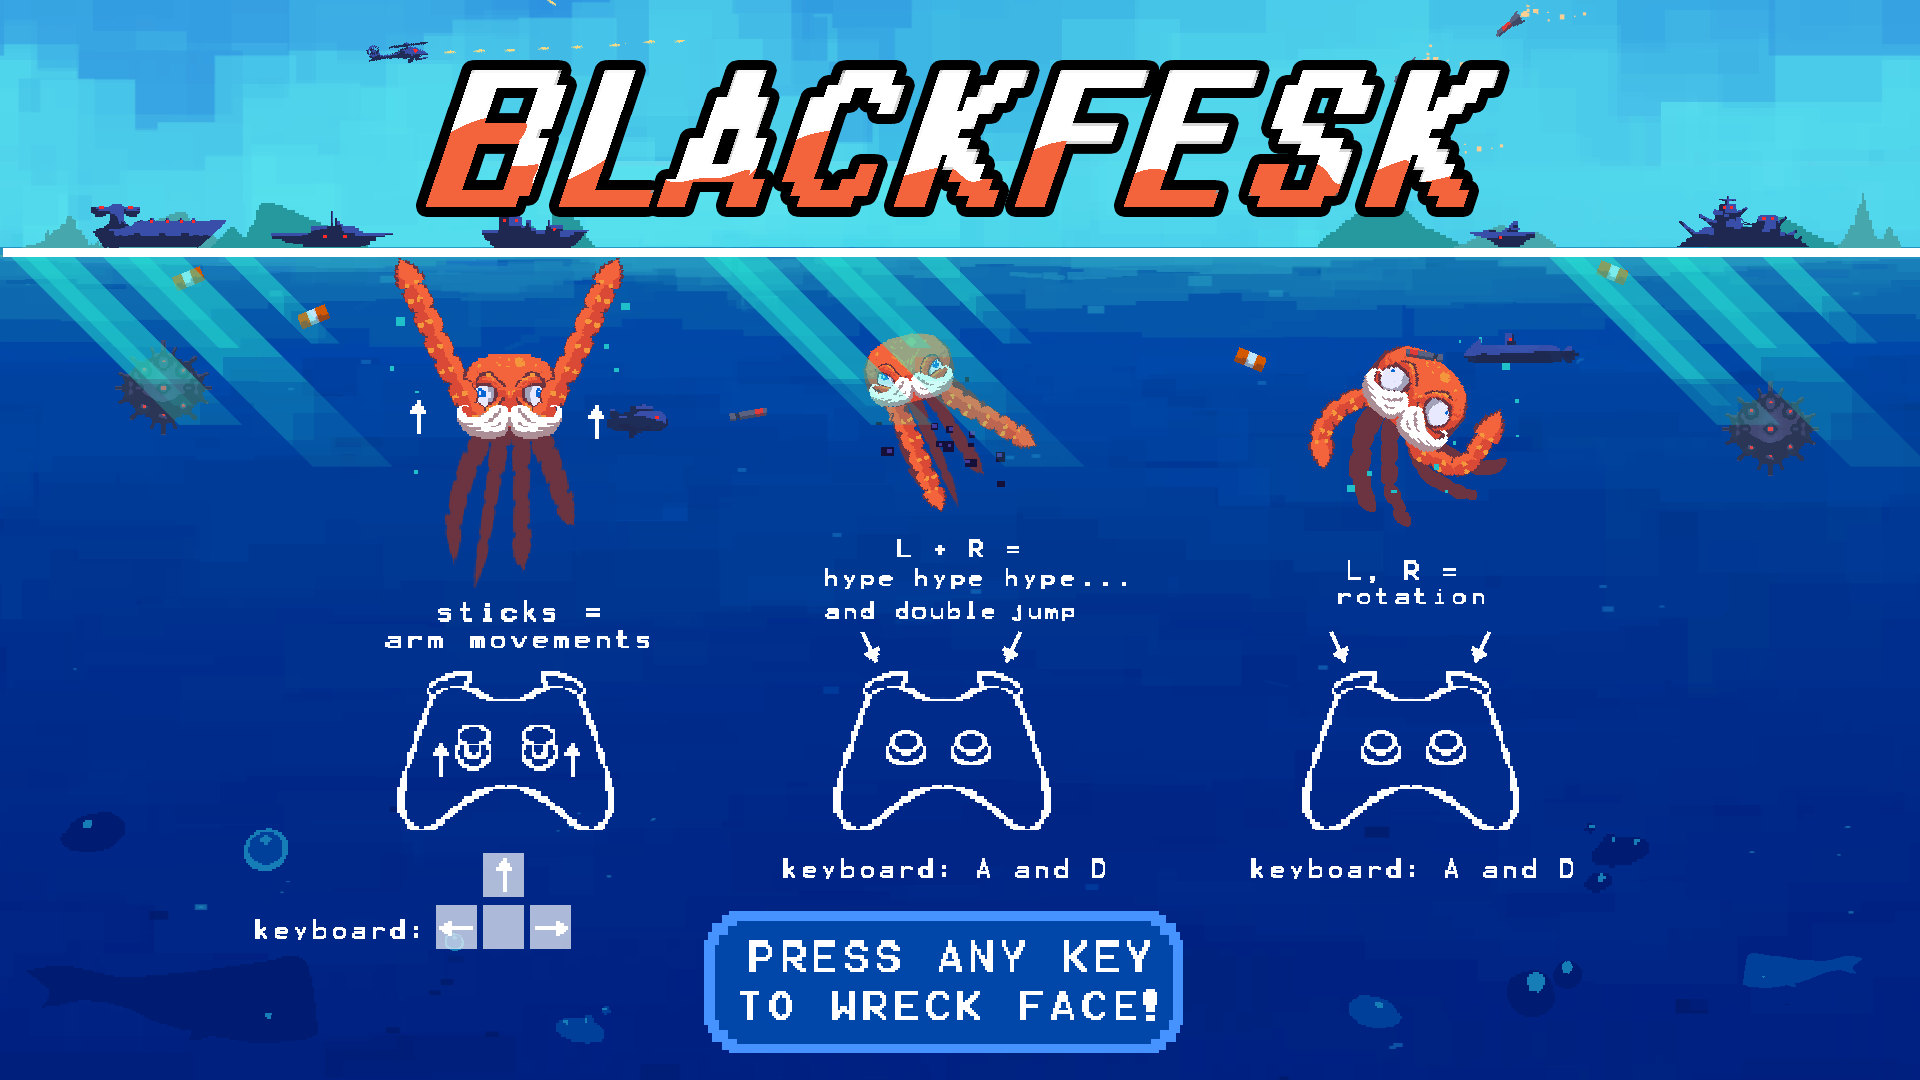 BLACKFESK
sticks =
arm movements
keyboard:
L + R =
hype hype hype...
and double jump
keyboard: A and D
L, R =
rotation
keyboard: A and D
PRESS ANY KEY
TO WRECK FACE!